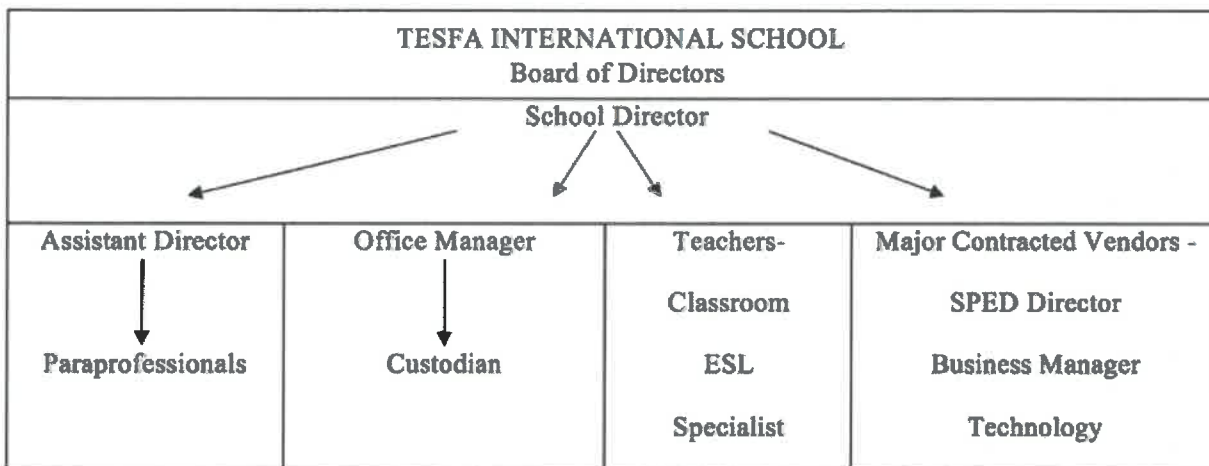 TESFA INTERNATIONAL SCHOOL
Board of Directors
School Director
Assistant Director
Paraprofessionals
Office Manager
Custodian
Teachers-
Classroom
ESL
Specialist
Major Contracted Vendors -
SPED Director
Business Manager
Technology